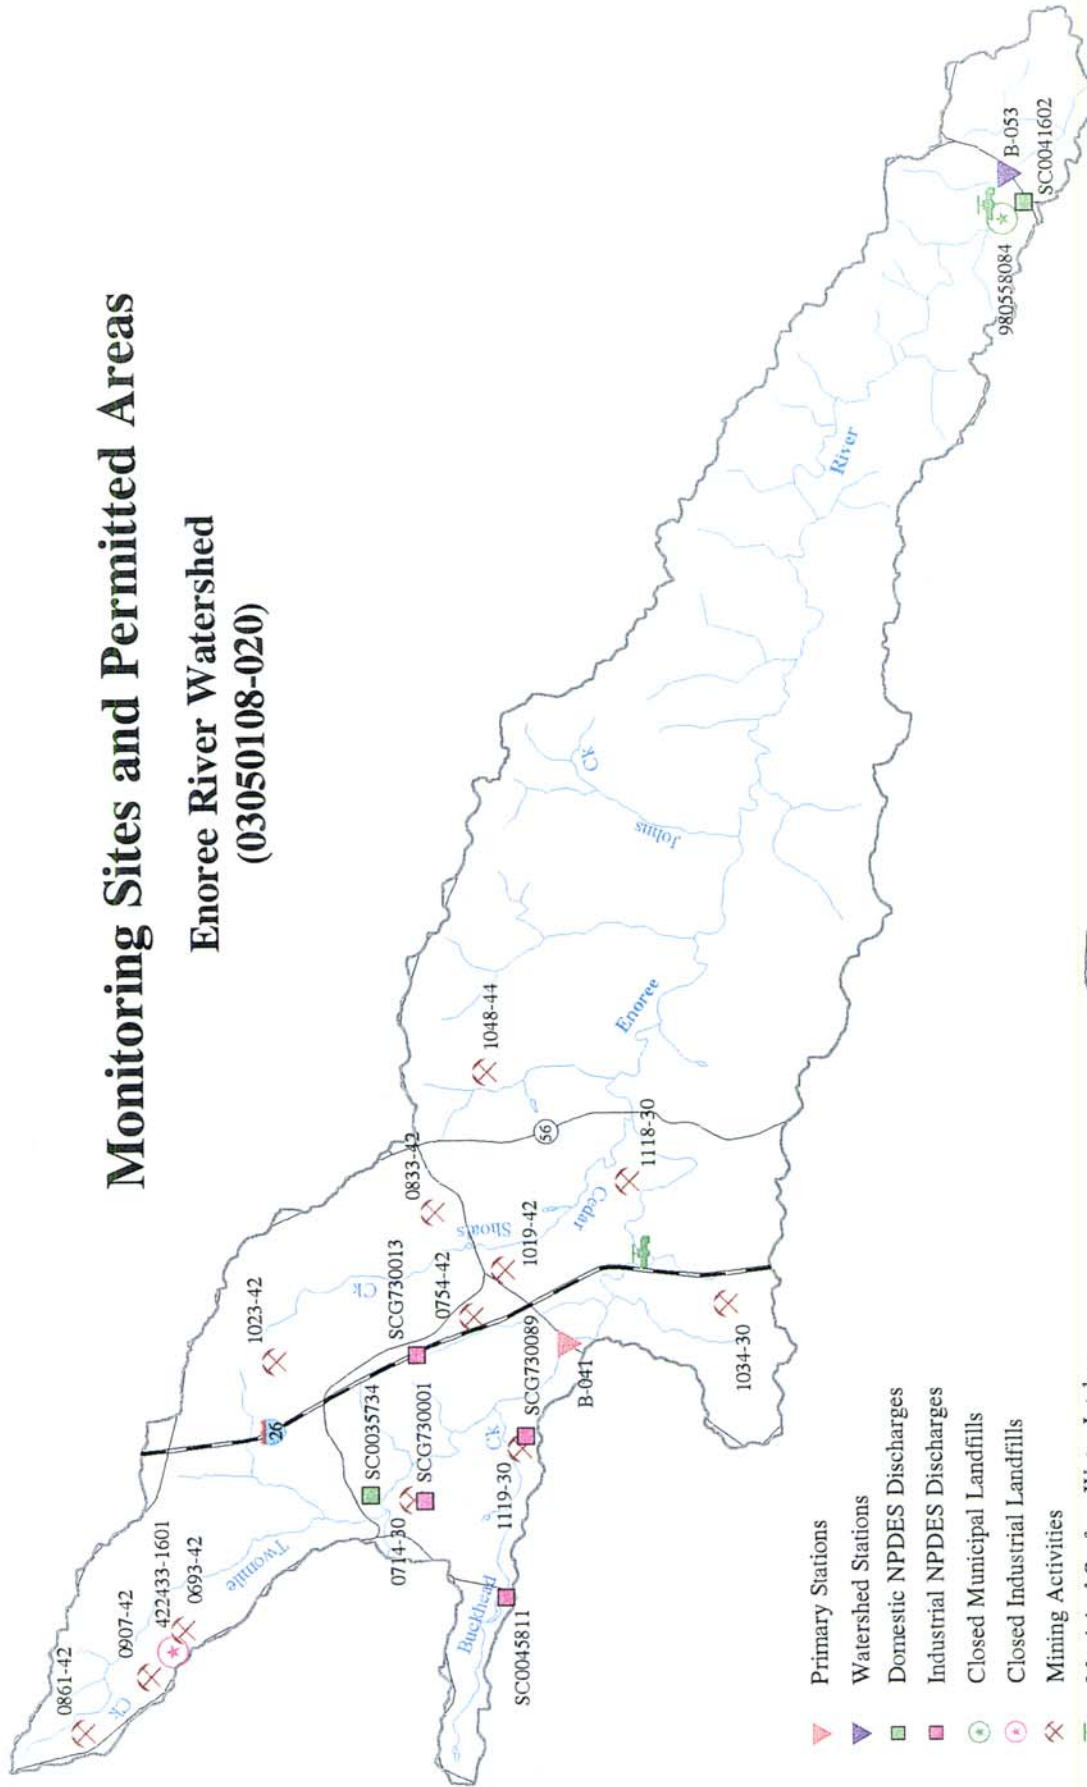 Monitoring Sites and Permitted Areas
Enoree River Watershed
(03050108-020)
0861-42
0907-42
422433-1601
0693-42
Ck
Twomile
26
1023-42
SC0035734
SCG730001
0714-30
SCG730013
0754-42
0833-42
Ck
Shoals
1019-42
Cedar
56
1048-44
1118-30
Enoree
Johns
Ck
River
B-053
SC0041602
980558084
Buckhead
Ck
SC0045811
1119-30
SCG730089
B-041
1034-30
Primary Stations
Watershed Stations
Domestic NPDES Discharges
Industrial NPDES Discharges
Closed Municipal Landfills
Closed Industrial Landfills
Mining Activities